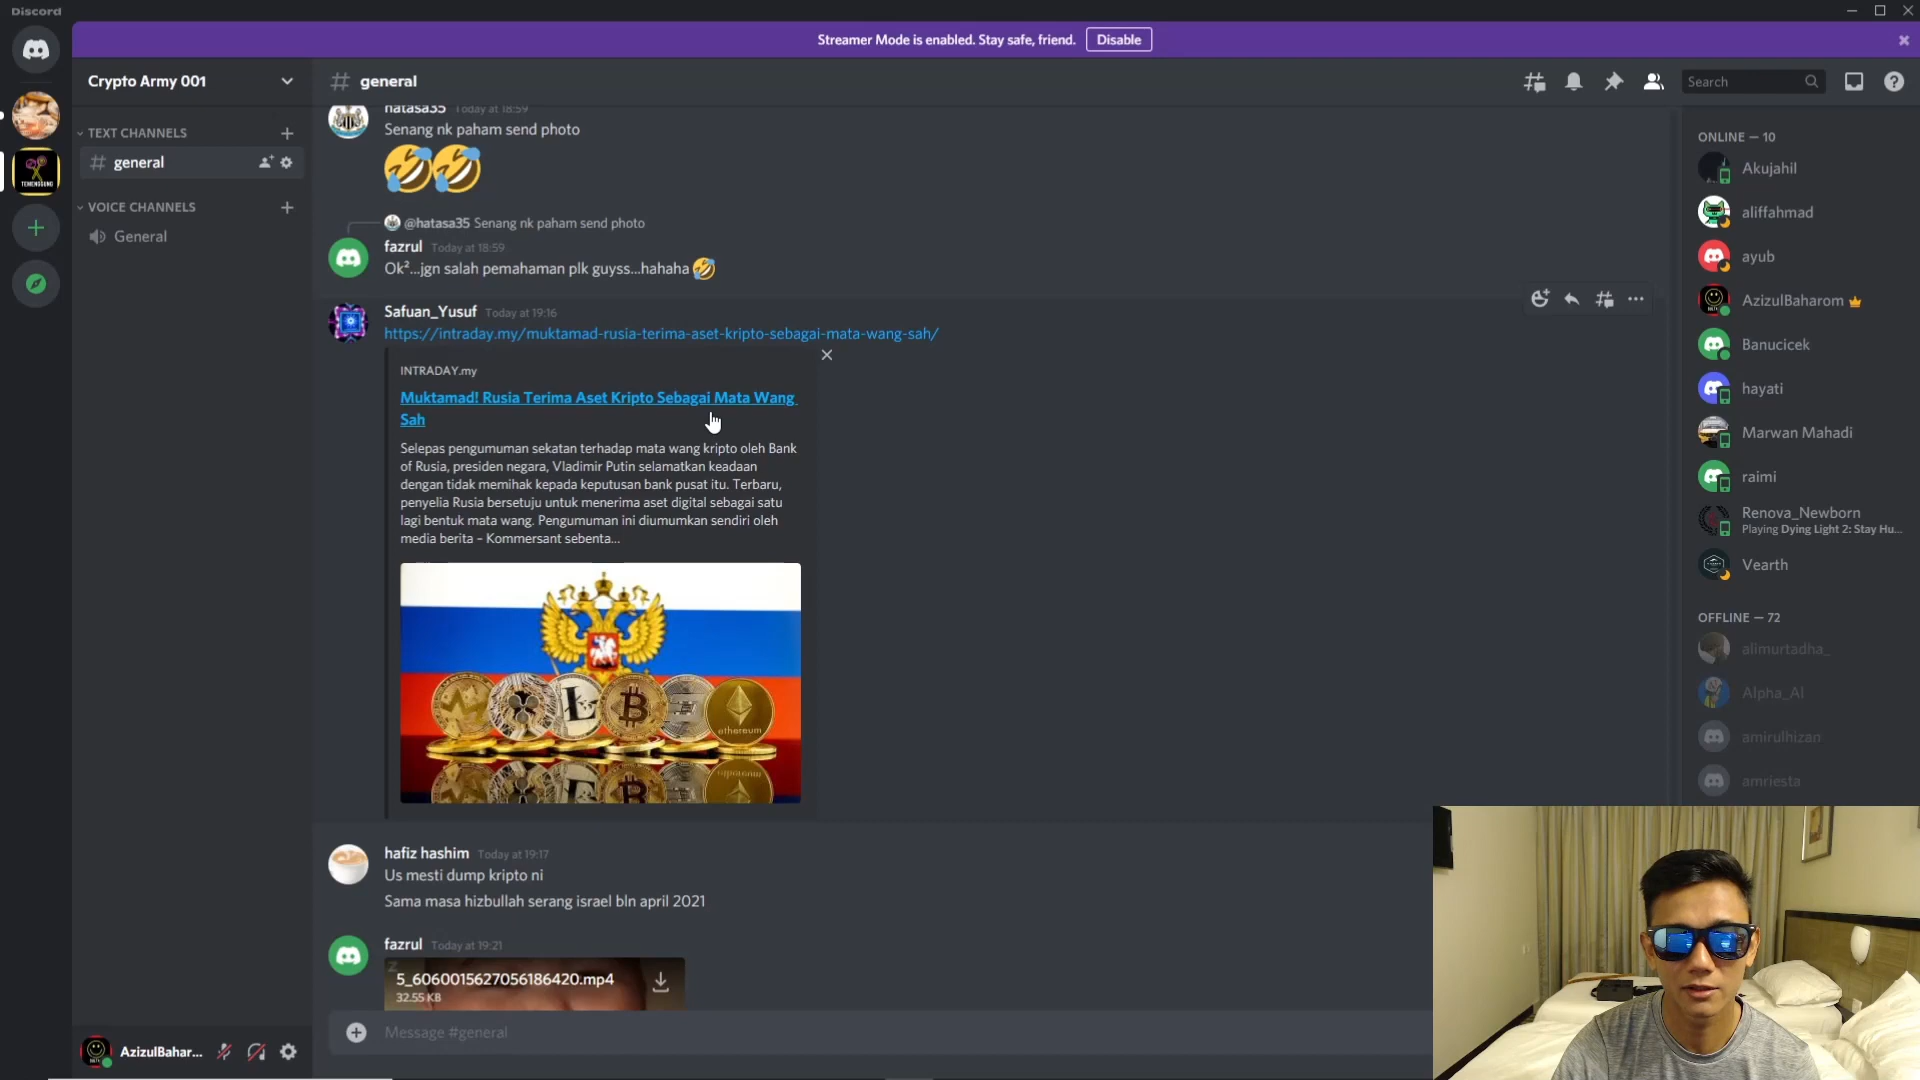 Discord
Streamer Mode is enabled. Stay safe, friend.
Disable
Crypto Army 001
general
Search
TEXT CHANNELS
general
VOICE CHANNELS
General
TEMENGGUNG
hatasa35 Today at 18:59
Senang nk paham send photo
@hatasa35 Senang nk paham send photo
fazrul Today at 18:59
Ok²...jgn salah pemahaman plk guyss...hahaha
Safuan_Yusuf Today at 19:16
https://intraday.my/muktamad-rusia-terima-aset-kripto-sebagai-mata-wang-sah/
INTRADAY.my
Muktamad! Rusia Terima Aset Kripto Sebagai Mata Wang
Sah
Selepas pengumuman sekatan terhadap mata wang kripto oleh Bank
of Rusia, presiden negara, Vladimir Putin selamatkan keadaan
dengan tidak memihak kepada keputusan bank pusat itu. Terbaru,
penyelia Rusia bersetuju untuk menerima aset digital sebagai satu
lagi bentuk mata wang. Pengumuman ini diumumkan sendiri oleh
media berita – Kommersant sebenta...
ethereum
hafiz hashim Today at 19:17
Us mesti dump kripto ni
Sama masa hizbullah serang israel bln april 2021
fazrul Today at 19:21
5_6060015627056186420.mp4
32.55 KB
Message #general
AzizulBahar...
ONLINE — 10
Akujahil
aliffahmad
ayub
AzizulBaharom
Banucicek
hayati
Marwan Mahadi
raimi
Renova_Newborn
Playing Dying Light 2: Stay Hu...
Vearth
OFFLINE — 72
alimurtadha_
Alpha_Al
amirulhizan
amriesta